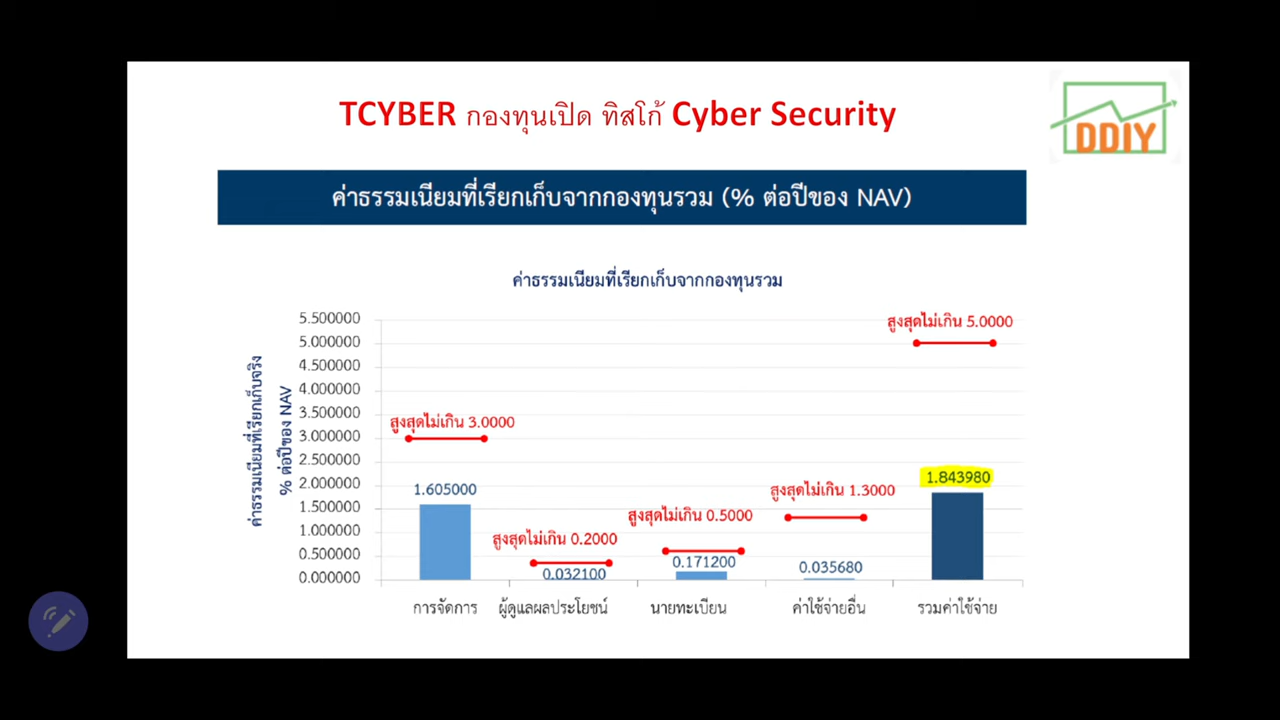 TCYBER กองทุนเปิด ทิสโก้ Cyber Security
DDIY
ค่าธรรมเนียมที่เรียกเก็บจากกองทุนรวม (% ต่อปีของ NAV)
ค่าธรรมเนียมที่เรียกเก็บจากกองทุนรวม
ค่าธรรมเนียมที่เรียกเก็บจริง
% ต่อปีของ NAV
5.500000
5.000000
4.500000
4.000000
3.500000
3.000000
2.500000
2.000000
1.500000
1.000000
0.500000
0.000000
สูงสุดไม่เกิน 3.0000
1.605000
สูงสุดไม่เกิน 0.2000
0.032100
สูงสุดไม่เกิน 0.5000
0.171200
สูงสุดไม่เกิน 1.3000
0.035680
สูงสุดไม่เกิน 5.0000
1.843980
การจัดการ
ผู้ดูแลผลประโยชน์
นายทะเบียน
ค่าใช้จ่ายอื่น
รวมค่าใช้จ่าย